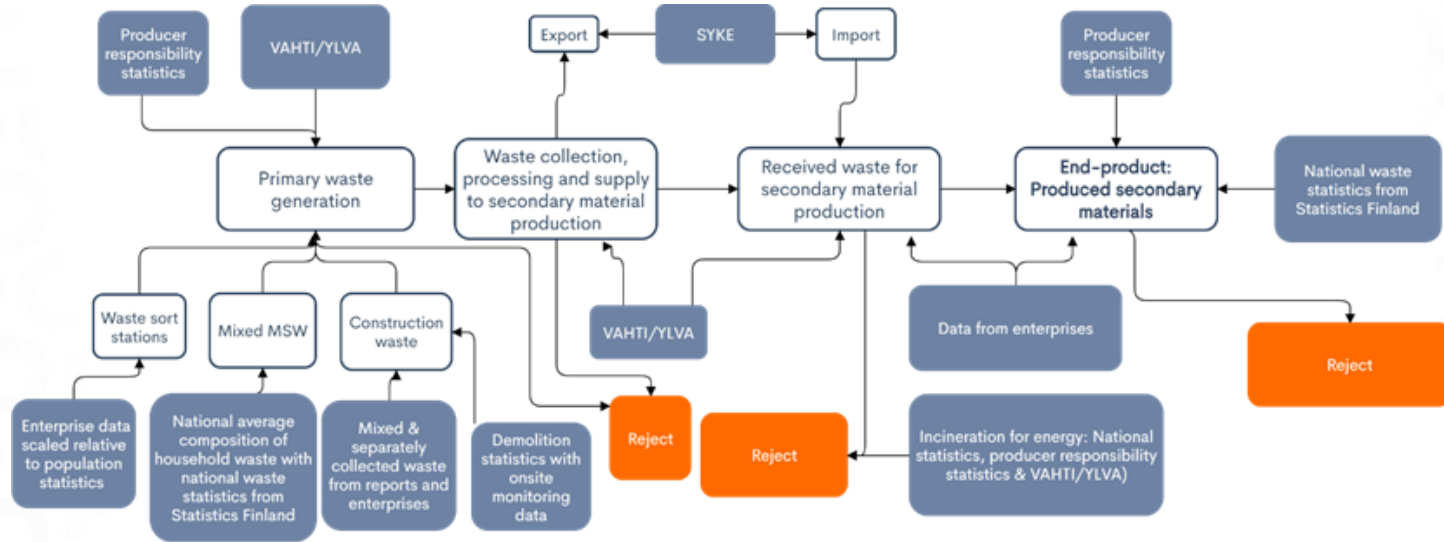 Producer
responsibility
statistics
VAHTI/YLVA
Export
SYKE
Import
Producer
responsibility
statistics
Primary waste
generation
Waste collection,
processing and supply
to secondary material
production
Received waste for
secondary material
production
End-product:
Produced secondary
materials
National waste
statistics from
Statistics Finland
Waste sort
stations
Mixed MSW
Construction
waste
VAHTI/YLVA
Data from enterprises
Reject
Enterprise data
scaled relative
to population
statistics
National average
composition of
household waste with
national waste
statistics from
Statistics Finland
Mixed &
separately
collected waste
from reports and
enterprises
Demolition
statistics with
onsite
monitoring
data
Reject
Reject
Incineration for energy: National
statistics, producer responsibility
statistics & VAHTI/YLVA)